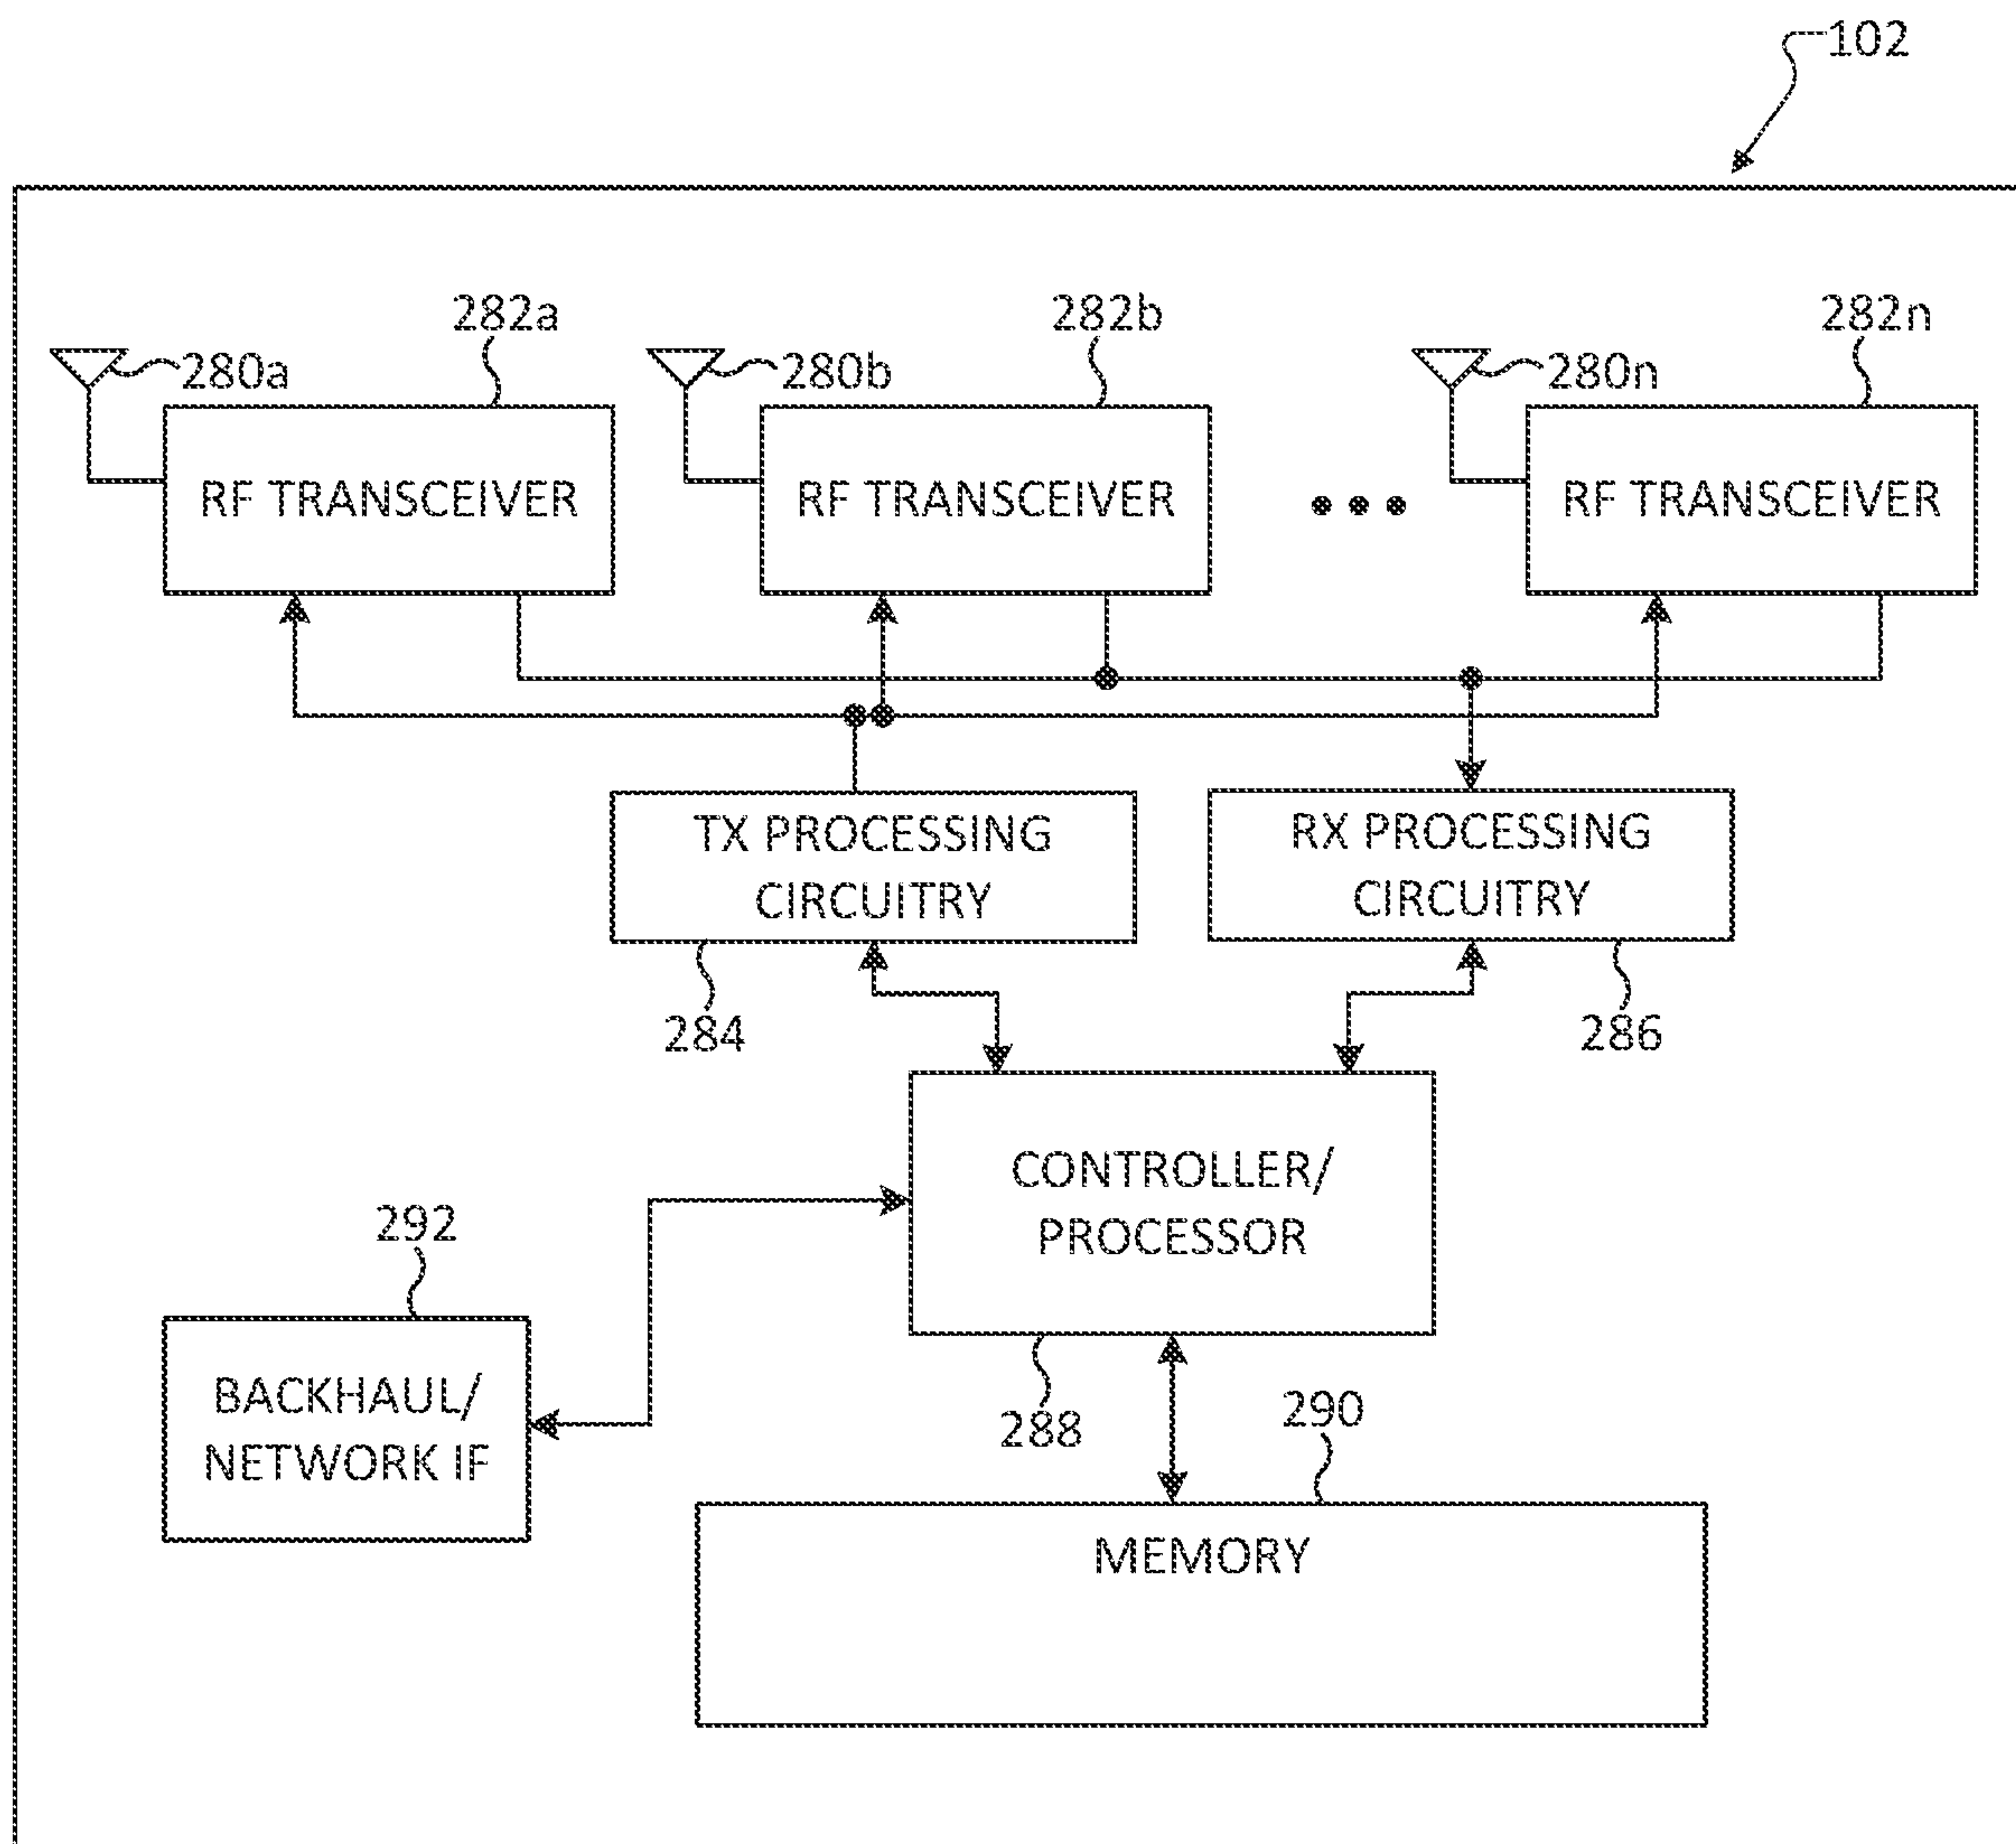 102
282a
282b
282n
280a
280b
280n
RF TRANSCEIVER
RF TRANSCEIVER
RF TRANSCEIVER
TX PROCESSING
CIRCUITRY
RX PROCESSING
CIRCUITRY
284
286
CONTROLLER/
PROCESSOR
292
BACKHAUL/
NETWORK IF
288
290
MEMORY